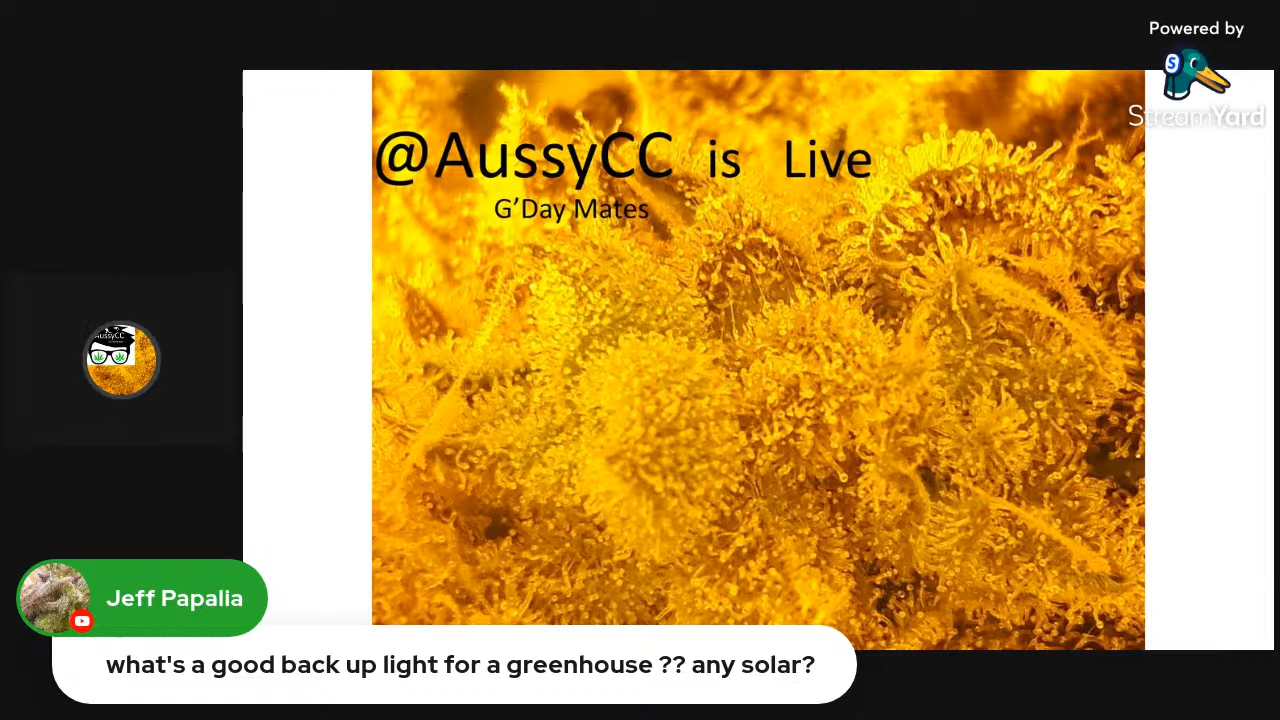 Powered by
StreamYard
@AussyCC is Live
G'Day Mates
AussyCC
Jeff Papalia
what's a good back up light for a greenhouse ?? any solar?